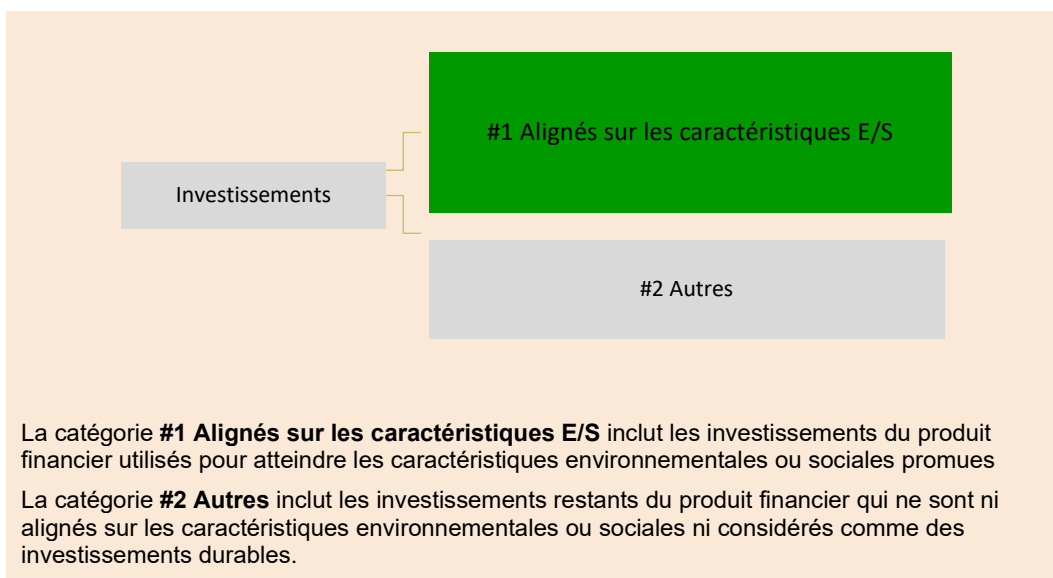 #1 Alignés sur les caractéristiques E/S
Investissements
#2 Autres
La catégorie #1 Alignés sur les caractéristiques E/S inclut les investissements du produit
financier utilisés pour atteindre les caractéristiques environnementales ou sociales promues
La catégorie #2 Autres inclut les investissements restants du produit financier qui ne sont ni
alignés sur les caractéristiques environnementales ou sociales ni considérés comme des
investissements durables.